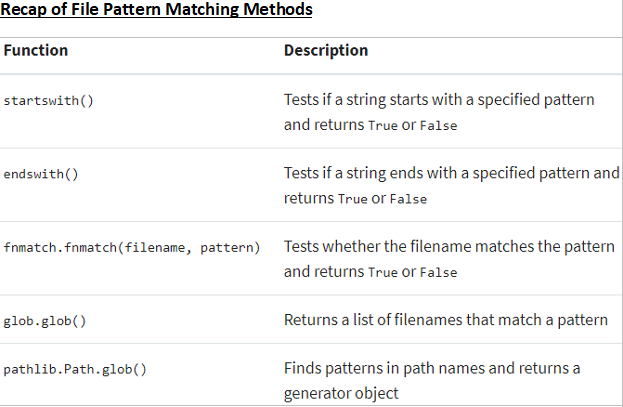 Recap of File Pattern Matching Methods
Function Description
startswith() Tests if a string starts with a specified pattern
and returns True or False
endswith() Tests if a string ends with a specified pattern and
returns True or False
fnmatch.fnmatch(filename, pattern) Tests whether the filename matches the pattern
and returns True or False
glob.glob() Returns a list of filenames that match a pattern
pathlib.Path.glob() Finds patterns in path names and returns a
generator object